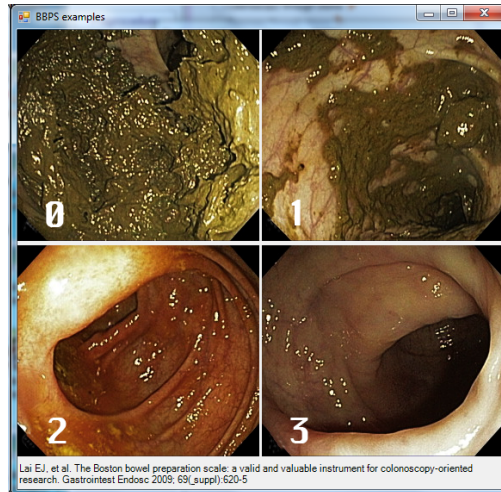 BBPS examples
0
1
2
3
Lai EJ, et al. The Boston bowel preparation scale: a valid and valuable instrument for colonoscopy-oriented
research. Gastrointest Endosc 2009; 69(_suppl):620-5